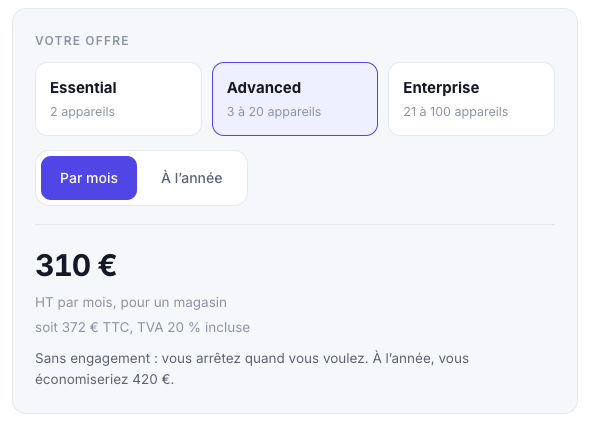 VOTRE OFFRE
Essential
2 appareils
Advanced
3 à 20 appareils
Enterprise
21 à 100 appareils
Par mois
À l’année
310 €
HT par mois, pour un magasin
soit 372 € TTC, TVA 20 % incluse
Sans engagement : vous arrêtez quand vous voulez. À l’année, vous
économiseriez 420 €.